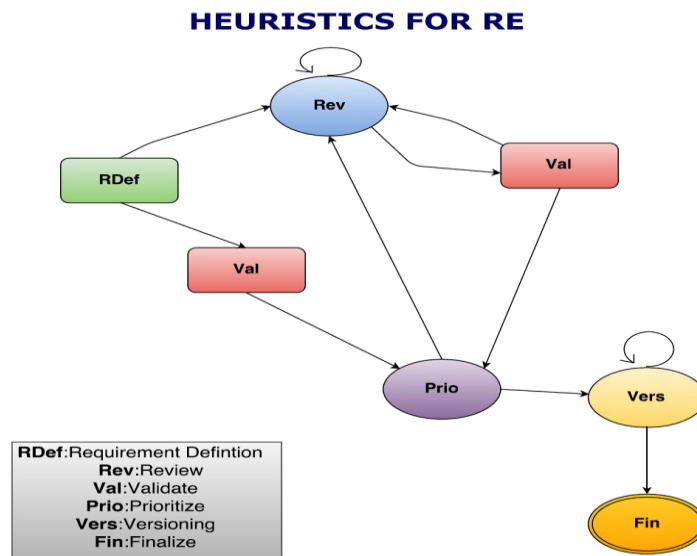 HEURISTICS FOR RE
Rev
Val
RDef
Val
Prio
Vers
Fin
RDef:Requirement Defintion
Rev:Review
Val:Validate
Prio:Prioritize
Vers:Versioning
Fin:Finalize